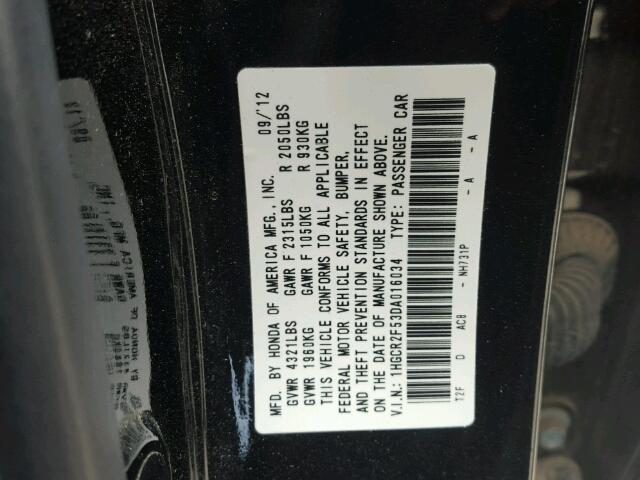 MFD. BY HONDA OF AMERICA MFG., INC. 09/'12
GVWR 4321LBS GAWR F 2315LBS R 2050LBS
GVWR 1960KG GAWR F 1050KG R 930KG
THIS VEHICLE CONFORMS TO ALL APPLICABLE
FEDERAL MOTOR VEHICLE SAFETY, BUMPER,
AND THEFT PREVENTION STANDARDS IN EFFECT
ON THE DATE OF MANUFACTURE SHOWN ABOVE.
V.I.N.: 1HGCR2F53DA016034 TYPE: PASSENGER CAR
T2F D AC8 - NH731P - A - A